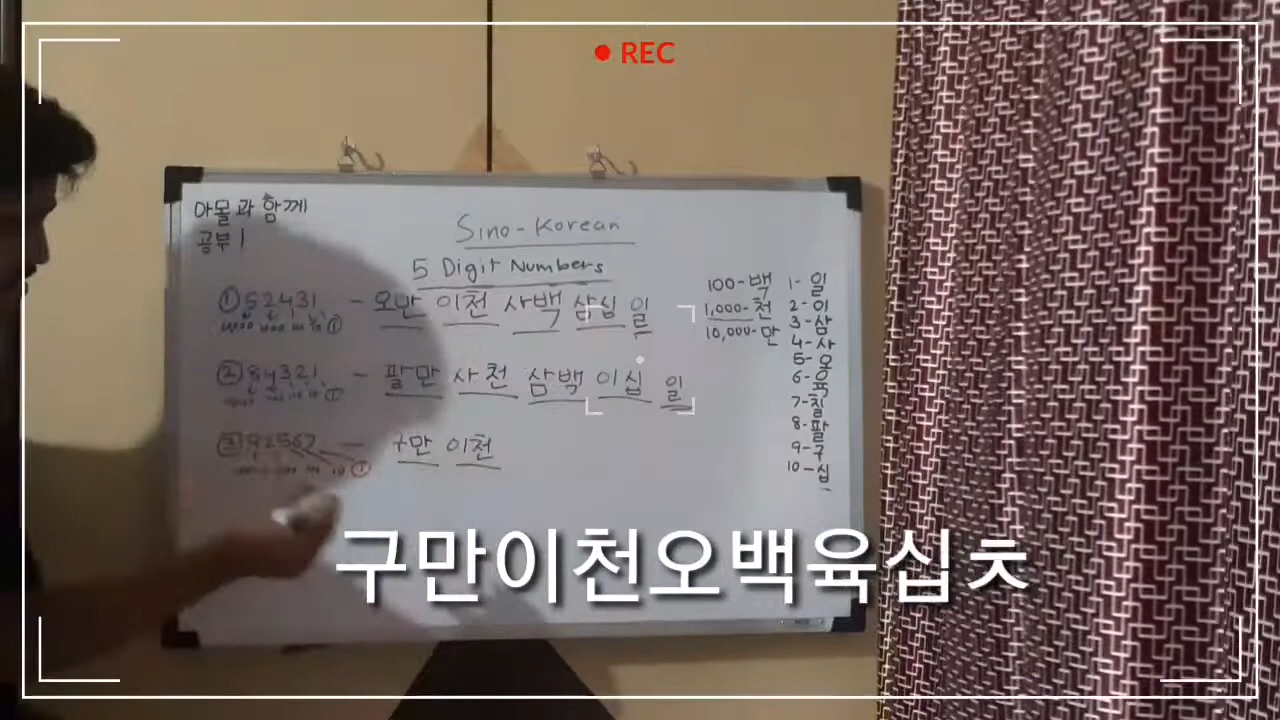 REC
아몰과 함께
공부 |
Sino-Korean
5 Digit Numbers
① 52431 - 오만 이천 사백 삼십 일
② 84321 - 팔만 사천 삼백 이십 일
③ 92567 - 구만 이천
100-백
1,000-천
10,000-만
1-일
2-이
3-삼
4-사
5-오
6-육
7-칠
8-팔
9-구
10-십
구만이천오백육십ㅊ